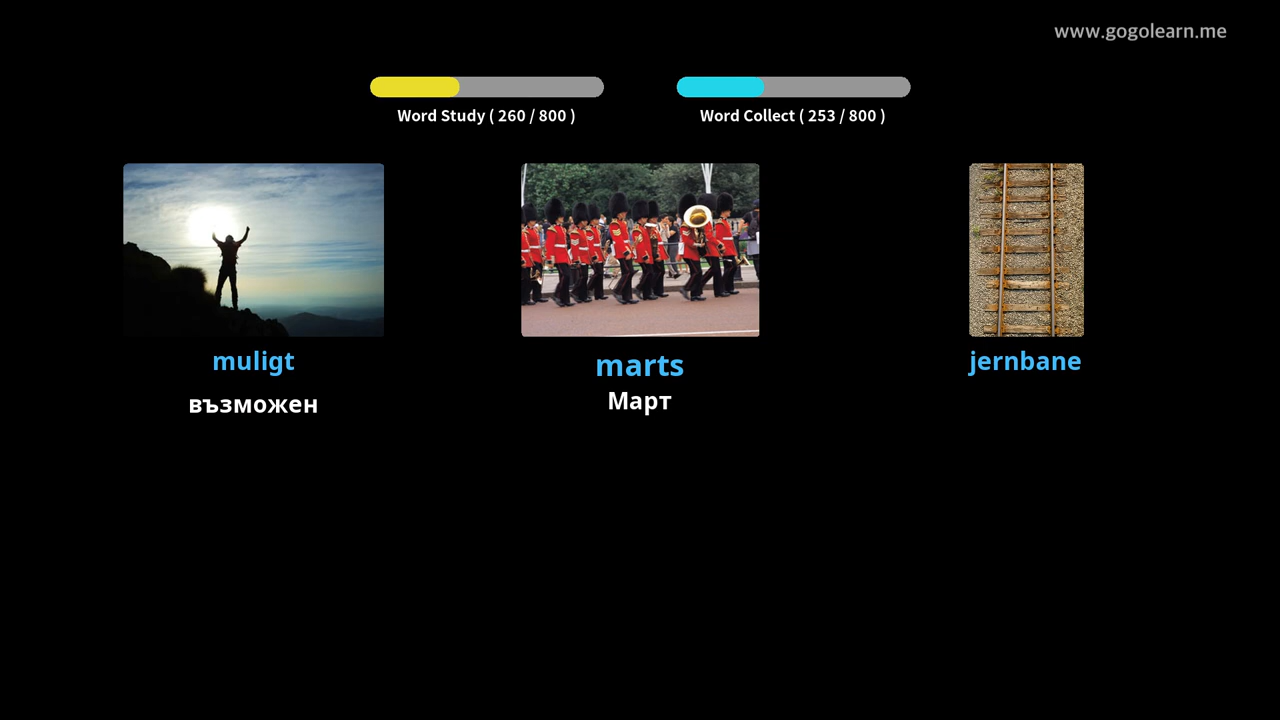 www.gogolearn.me
Word Study ( 260 / 800 )
Word Collect ( 253 / 800 )
muligt
възможен
marts
Март
jernbane